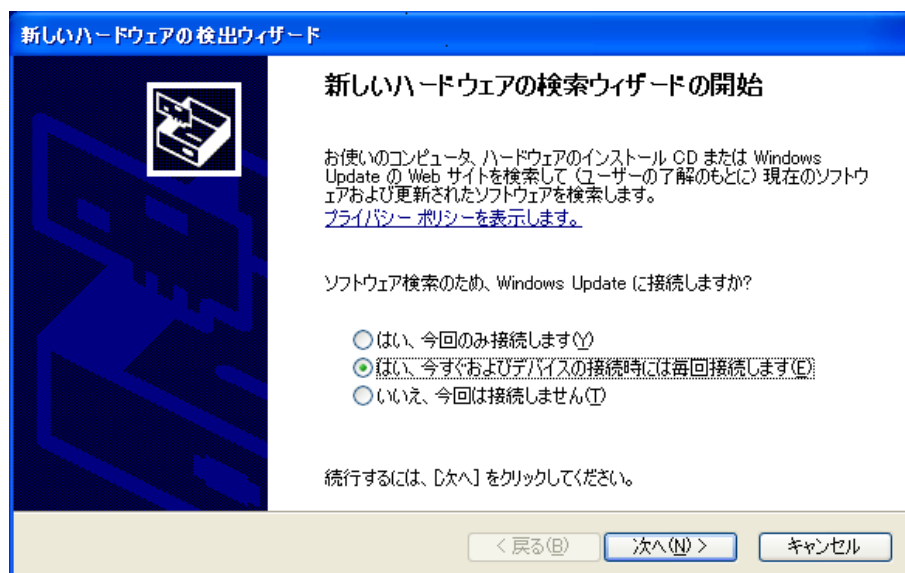 新しいハードウェアの検出ウィザード
新しいハードウェアの検索ウィザードの開始
お使いのコンピュータ、ハードウェアのインストール CD または Windows
Update の Web サイトを検索して (ユーザーの了解のもとに) 現在のソフトウ
ェアおよび更新されたソフトウェアを検索します。
プライバシー ポリシーを表示します。
ソフトウェア検索のため、Windows Update に接続しますか?
はい、今回のみ接続します(Y)
はい、今すぐおよびデバイスの接続時には毎回接続します(E)
いいえ、今回は接続しません(T)
続行するには、[次へ] をクリックしてください。
< 戻る(B) 次へ(N) > キャンセル